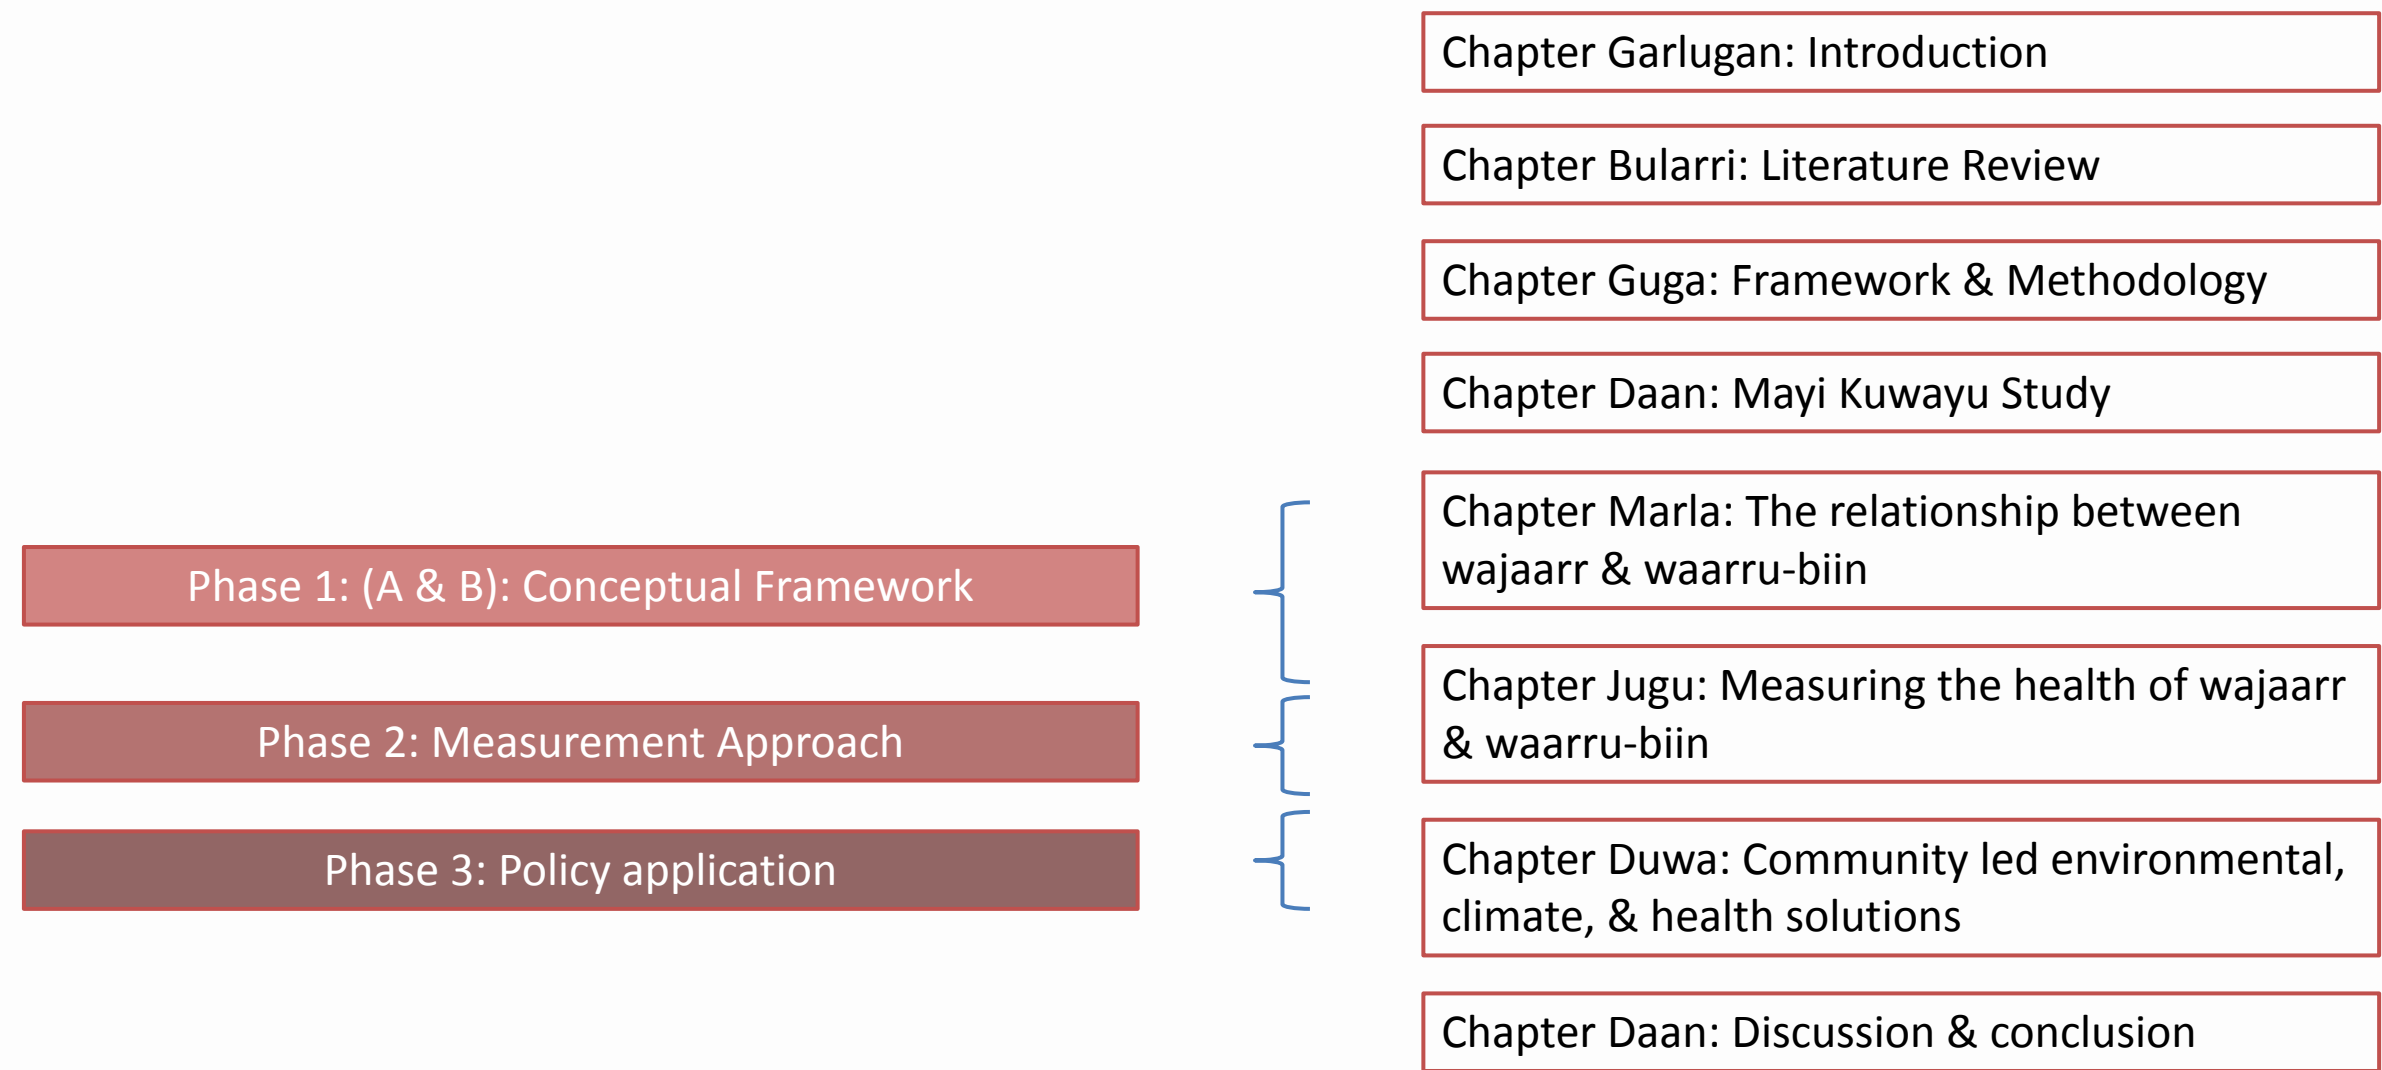 Chapter Garlugan: Introduction
Chapter Bularri: Literature Review
Chapter Guga: Framework & Methodology
Chapter Daan: Mayi Kuwayu Study
Phase 1: (A & B): Conceptual Framework
Chapter Marla: The relationship between
wajaarr & waarru-biin
Phase 2: Measurement Approach
Chapter Jugu: Measuring the health of wajaarr
& waarru-biin
Phase 3: Policy application
Chapter Duwa: Community led environmental,
climate, & health solutions
Chapter Daan: Discussion & conclusion